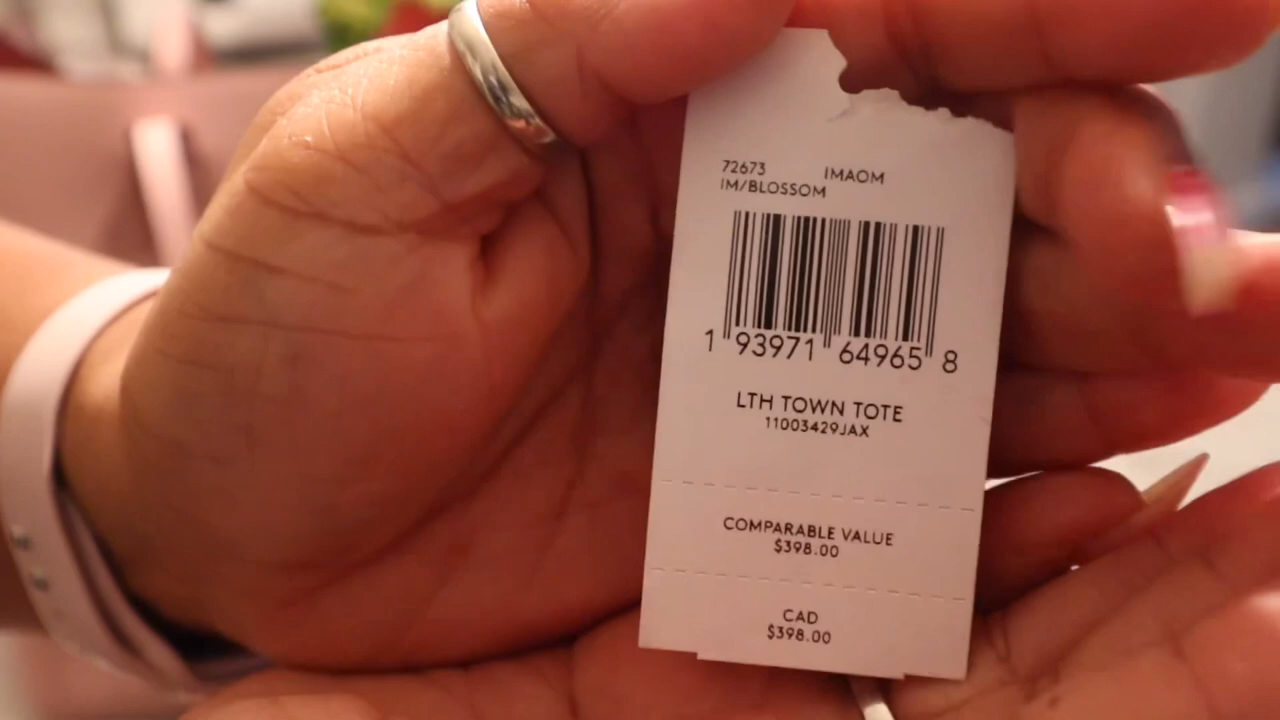 72673 IMAOM
IM/BLOSSOM
1 93971 64965 8
LTH TOWN TOTE
11003429JAX
COMPARABLE VALUE
$398.00
CAD
$398.00